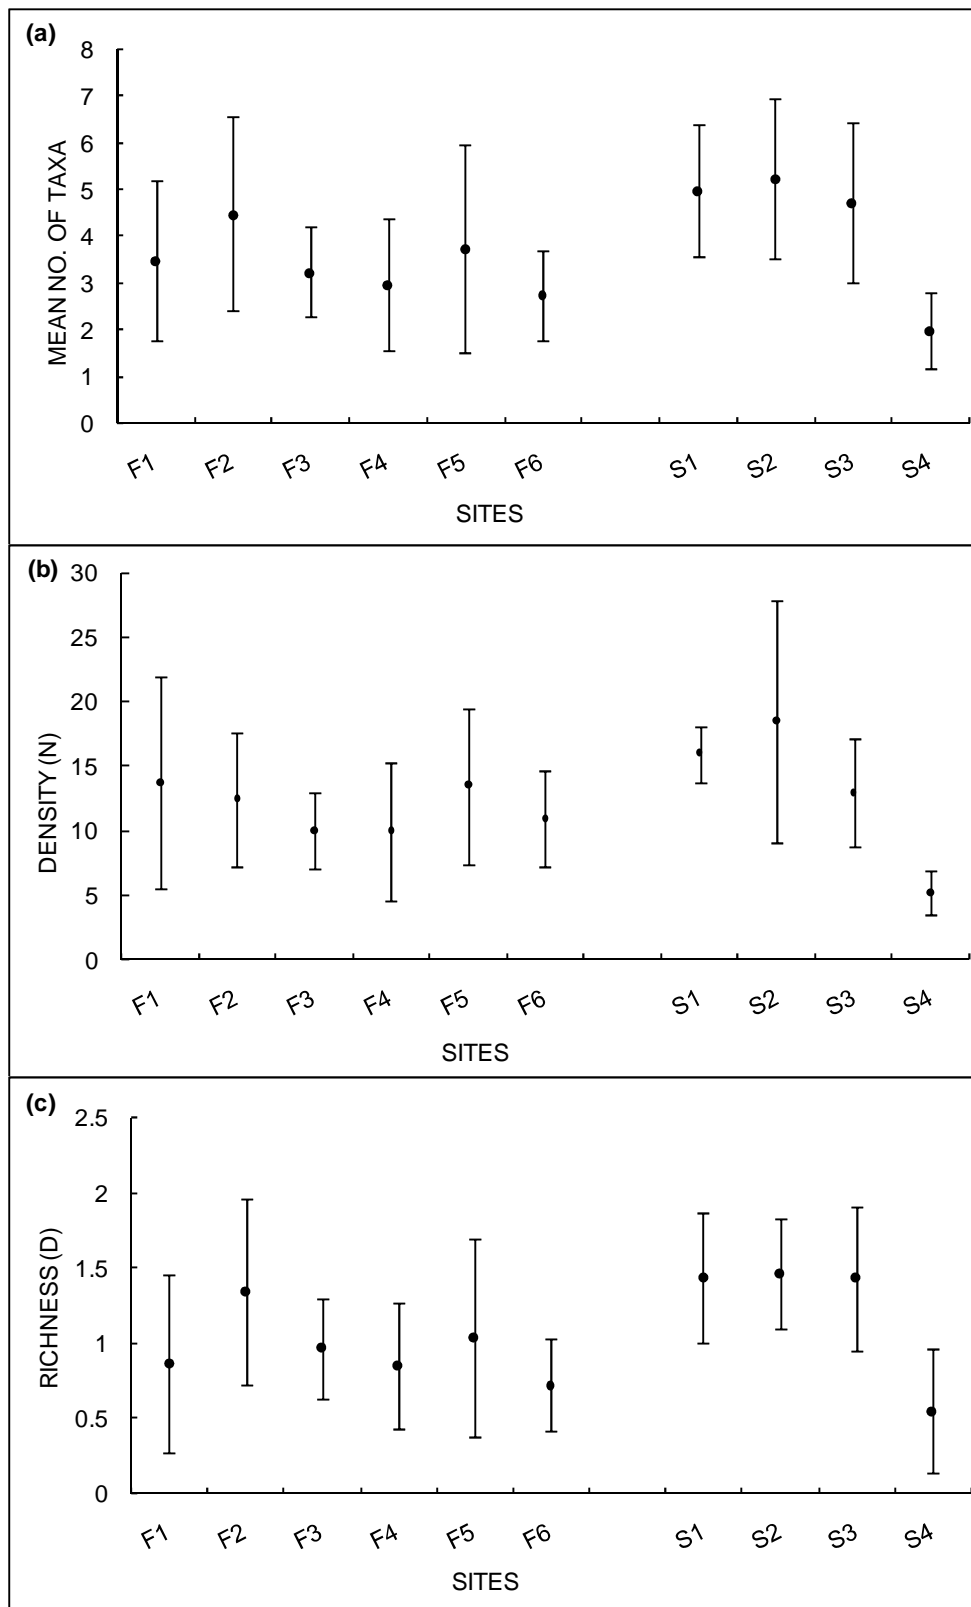 (a)
MEAN NO. OF TAXA
8
7
6
5
4
3
2
1
0
F1 F2 F3 F4 F5 F6 S1 S2 S3 S4
SITES
(b)
DENSITY (N)
30
25
20
15
10
5
0
F1 F2 F3 F4 F5 F6 S1 S2 S3 S4
SITES
(c)
RICHNESS (D)
2.5
2
1.5
1
0.5
0
F1 F2 F3 F4 F5 F6 S1 S2 S3 S4
SITES